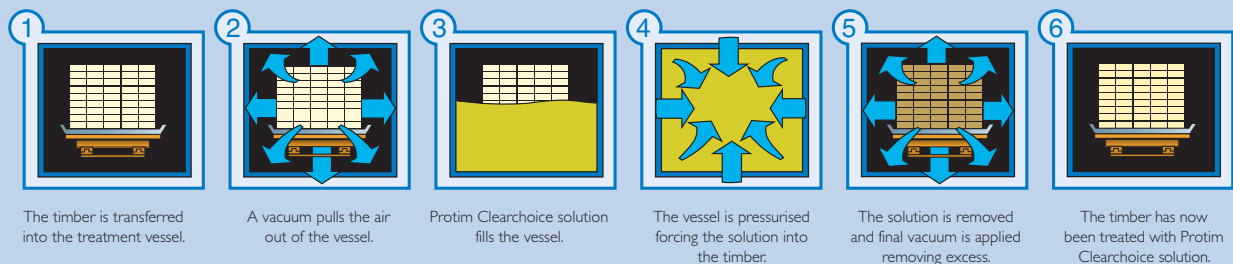 1
The timber is transferred
into the treatment vessel.
2
A vacuum pulls the air
out of the vessel.
3
Protim Clearchoice solution
fills the vessel.
4
The vessel is pressurised
forcing the solution into
the timber.
5
The solution is removed
and final vacuum is applied
removing excess.
6
The timber has now
been treated with Protim
Clearchoice solution.